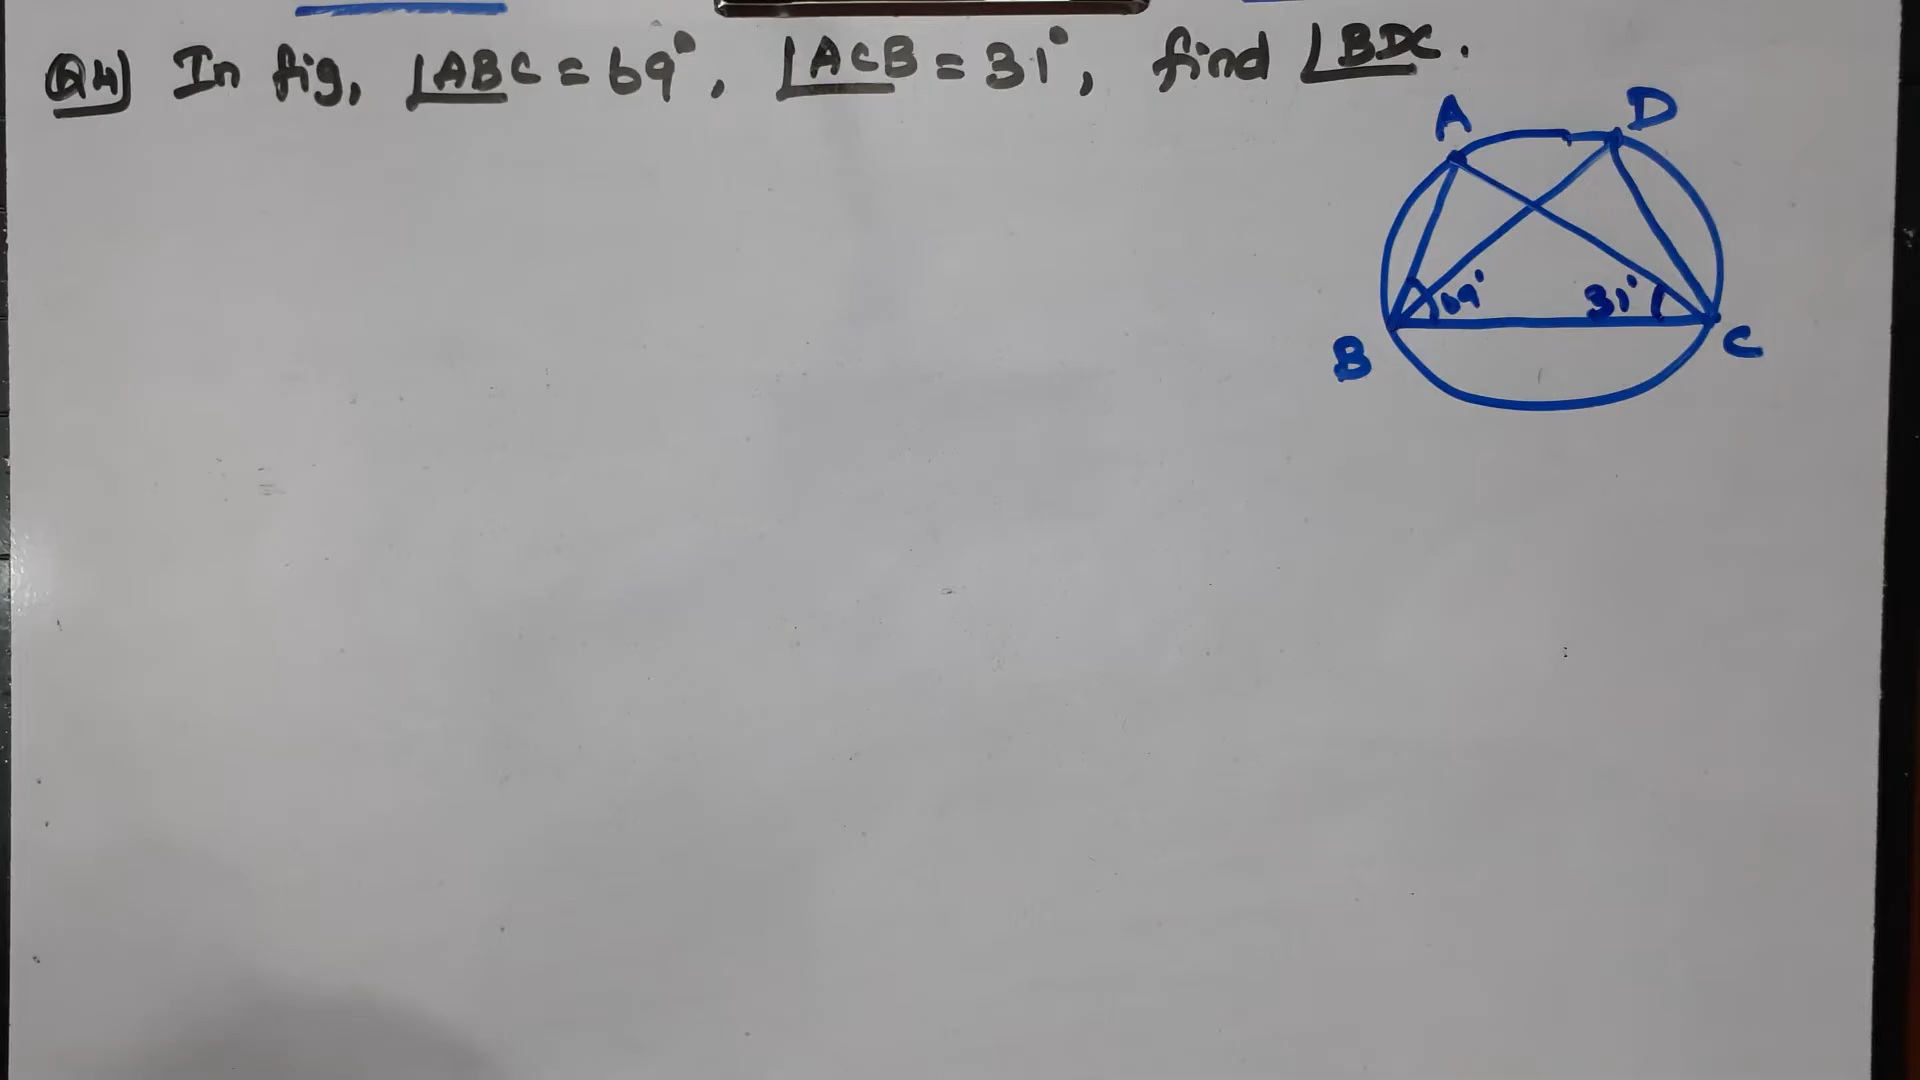 Q4) In fig, ∠ABC = 69°, ∠ACB = 31°, find ∠BDC.
A D
69° 31°
B C